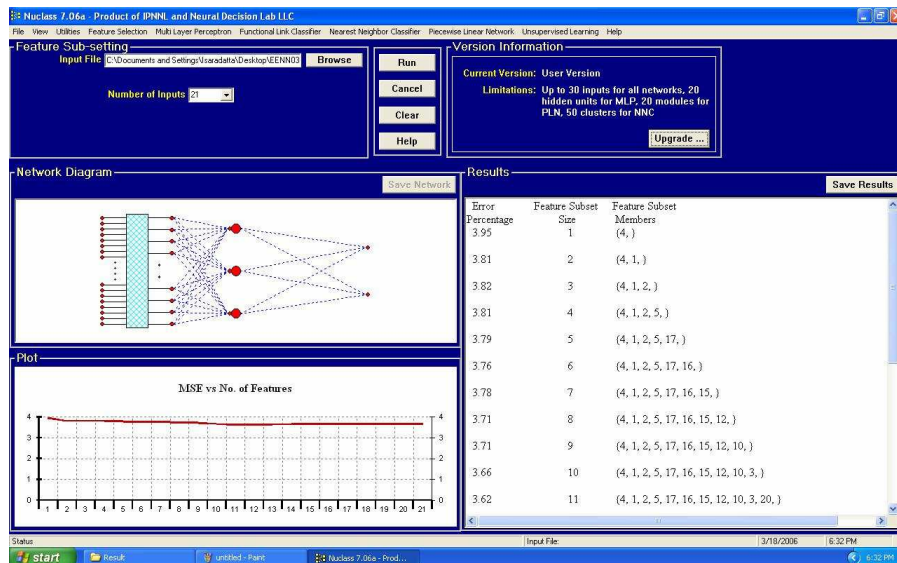 Nuclass 7.06a - Product of IPNNL and Neural Decision Lab LLC
File View Utilities Feature Selection Multi Layer Perceptron Functional Link Classifier Nearest Neighbor Classifier Piecewise Linear Network Unsupervised Learning Help
Feature Sub-setting
Input File C:\Documents and Settings\Isaradatta\Desktop\EENN03 Browse
Number of Inputs 21
Run
Cancel
Clear
Help
Version Information
Current Version: User Version
Limitations: Up to 30 inputs for all networks, 20
hidden units for MLP, 20 modules for
PLN, 50 clusters for NNC
Upgrade ...
Network Diagram
Save Network
Plot
MSE vs No. of Features
4 4
3 3
2 2
1 1
0 0
1 2 3 4 5 6 7 8 9 10 11 12 13 14 15 16 17 18 19 20 21
Results
Save Results
Error Feature Subset Feature Subset
Percentage Size Members
3.95 1 (4, )
3.81 2 (4, 1, )
3.82 3 (4, 1, 2, )
3.81 4 (4, 1, 2, 5, )
3.79 5 (4, 1, 2, 5, 17, )
3.76 6 (4, 1, 2, 5, 17, 16, )
3.78 7 (4, 1, 2, 5, 17, 16, 15, )
3.71 8 (4, 1, 2, 5, 17, 16, 15, 12, )
3.71 9 (4, 1, 2, 5, 17, 16, 15, 12, 10, )
3.66 10 (4, 1, 2, 5, 17, 16, 15, 12, 10, 3, )
3.62 11 (4, 1, 2, 5, 17, 16, 15, 12, 10, 3, 20, )
Status Input File: 3/18/2006 6:32 PM
start Result untitled - Paint Nuclass 7.06a - Prod... 6:32 PM